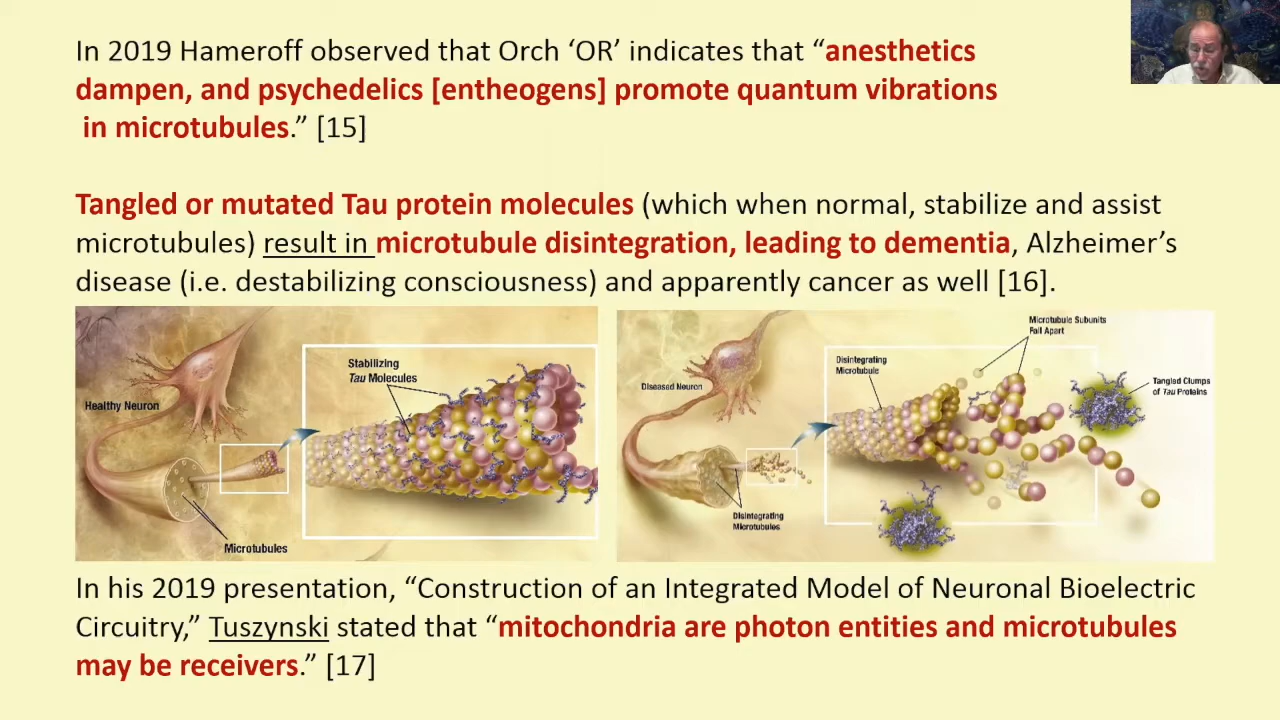 In 2019 Hameroff observed that Orch ‘OR’ indicates that “anesthetics
dampen, and psychedelics [entheogens] promote quantum vibrations
in microtubules.” [15]
Tangled or mutated Tau protein molecules (which when normal, stabilize and assist
microtubules) result in microtubule disintegration, leading to dementia, Alzheimer’s
disease (i.e. destabilizing consciousness) and apparently cancer as well [16].
Stabilizing
Tau Molecules
Healthy Neuron
Microtubules
Microtubule Subunits
Fall Apart
Disintegrating
Microtubule
Diseased Neuron
Tangled Clumps
of Tau Proteins
Disintegrating
Microtubules
In his 2019 presentation, “Construction of an Integrated Model of Neuronal Bioelectric
Circuitry,” Tuszynski stated that “mitochondria are photon entities and microtubules
may be receivers.” [17]